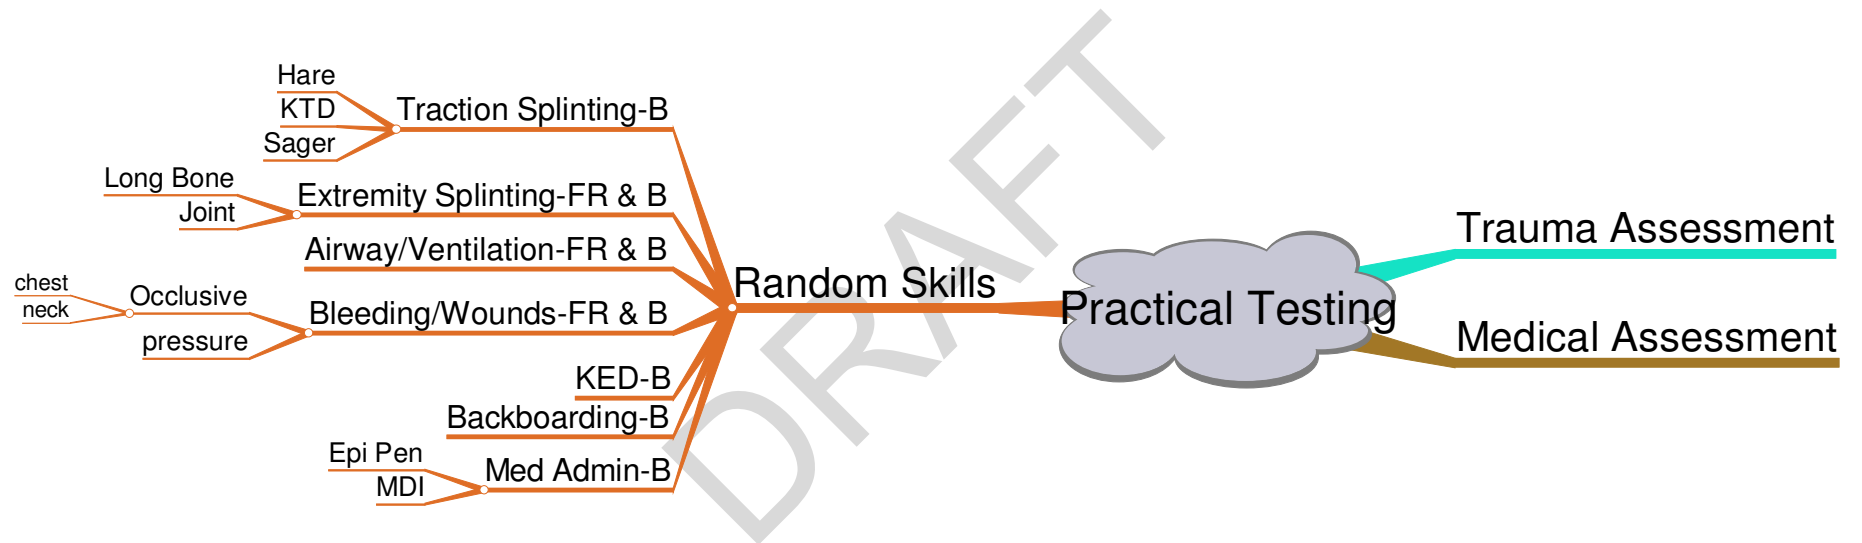 Hare
KTD
Sager
Traction Splinting-B
Long Bone
Joint
Extremity Splinting-FR & B
Airway/Ventilation-FR & B
chest
neck
Occlusive
pressure
Bleeding/Wounds-FR & B
KED-B
Backboarding-B
Epi Pen
MDI
Med Admin-B
Random Skills
Practical Testing
Trauma Assessment
Medical Assessment
DRAFT